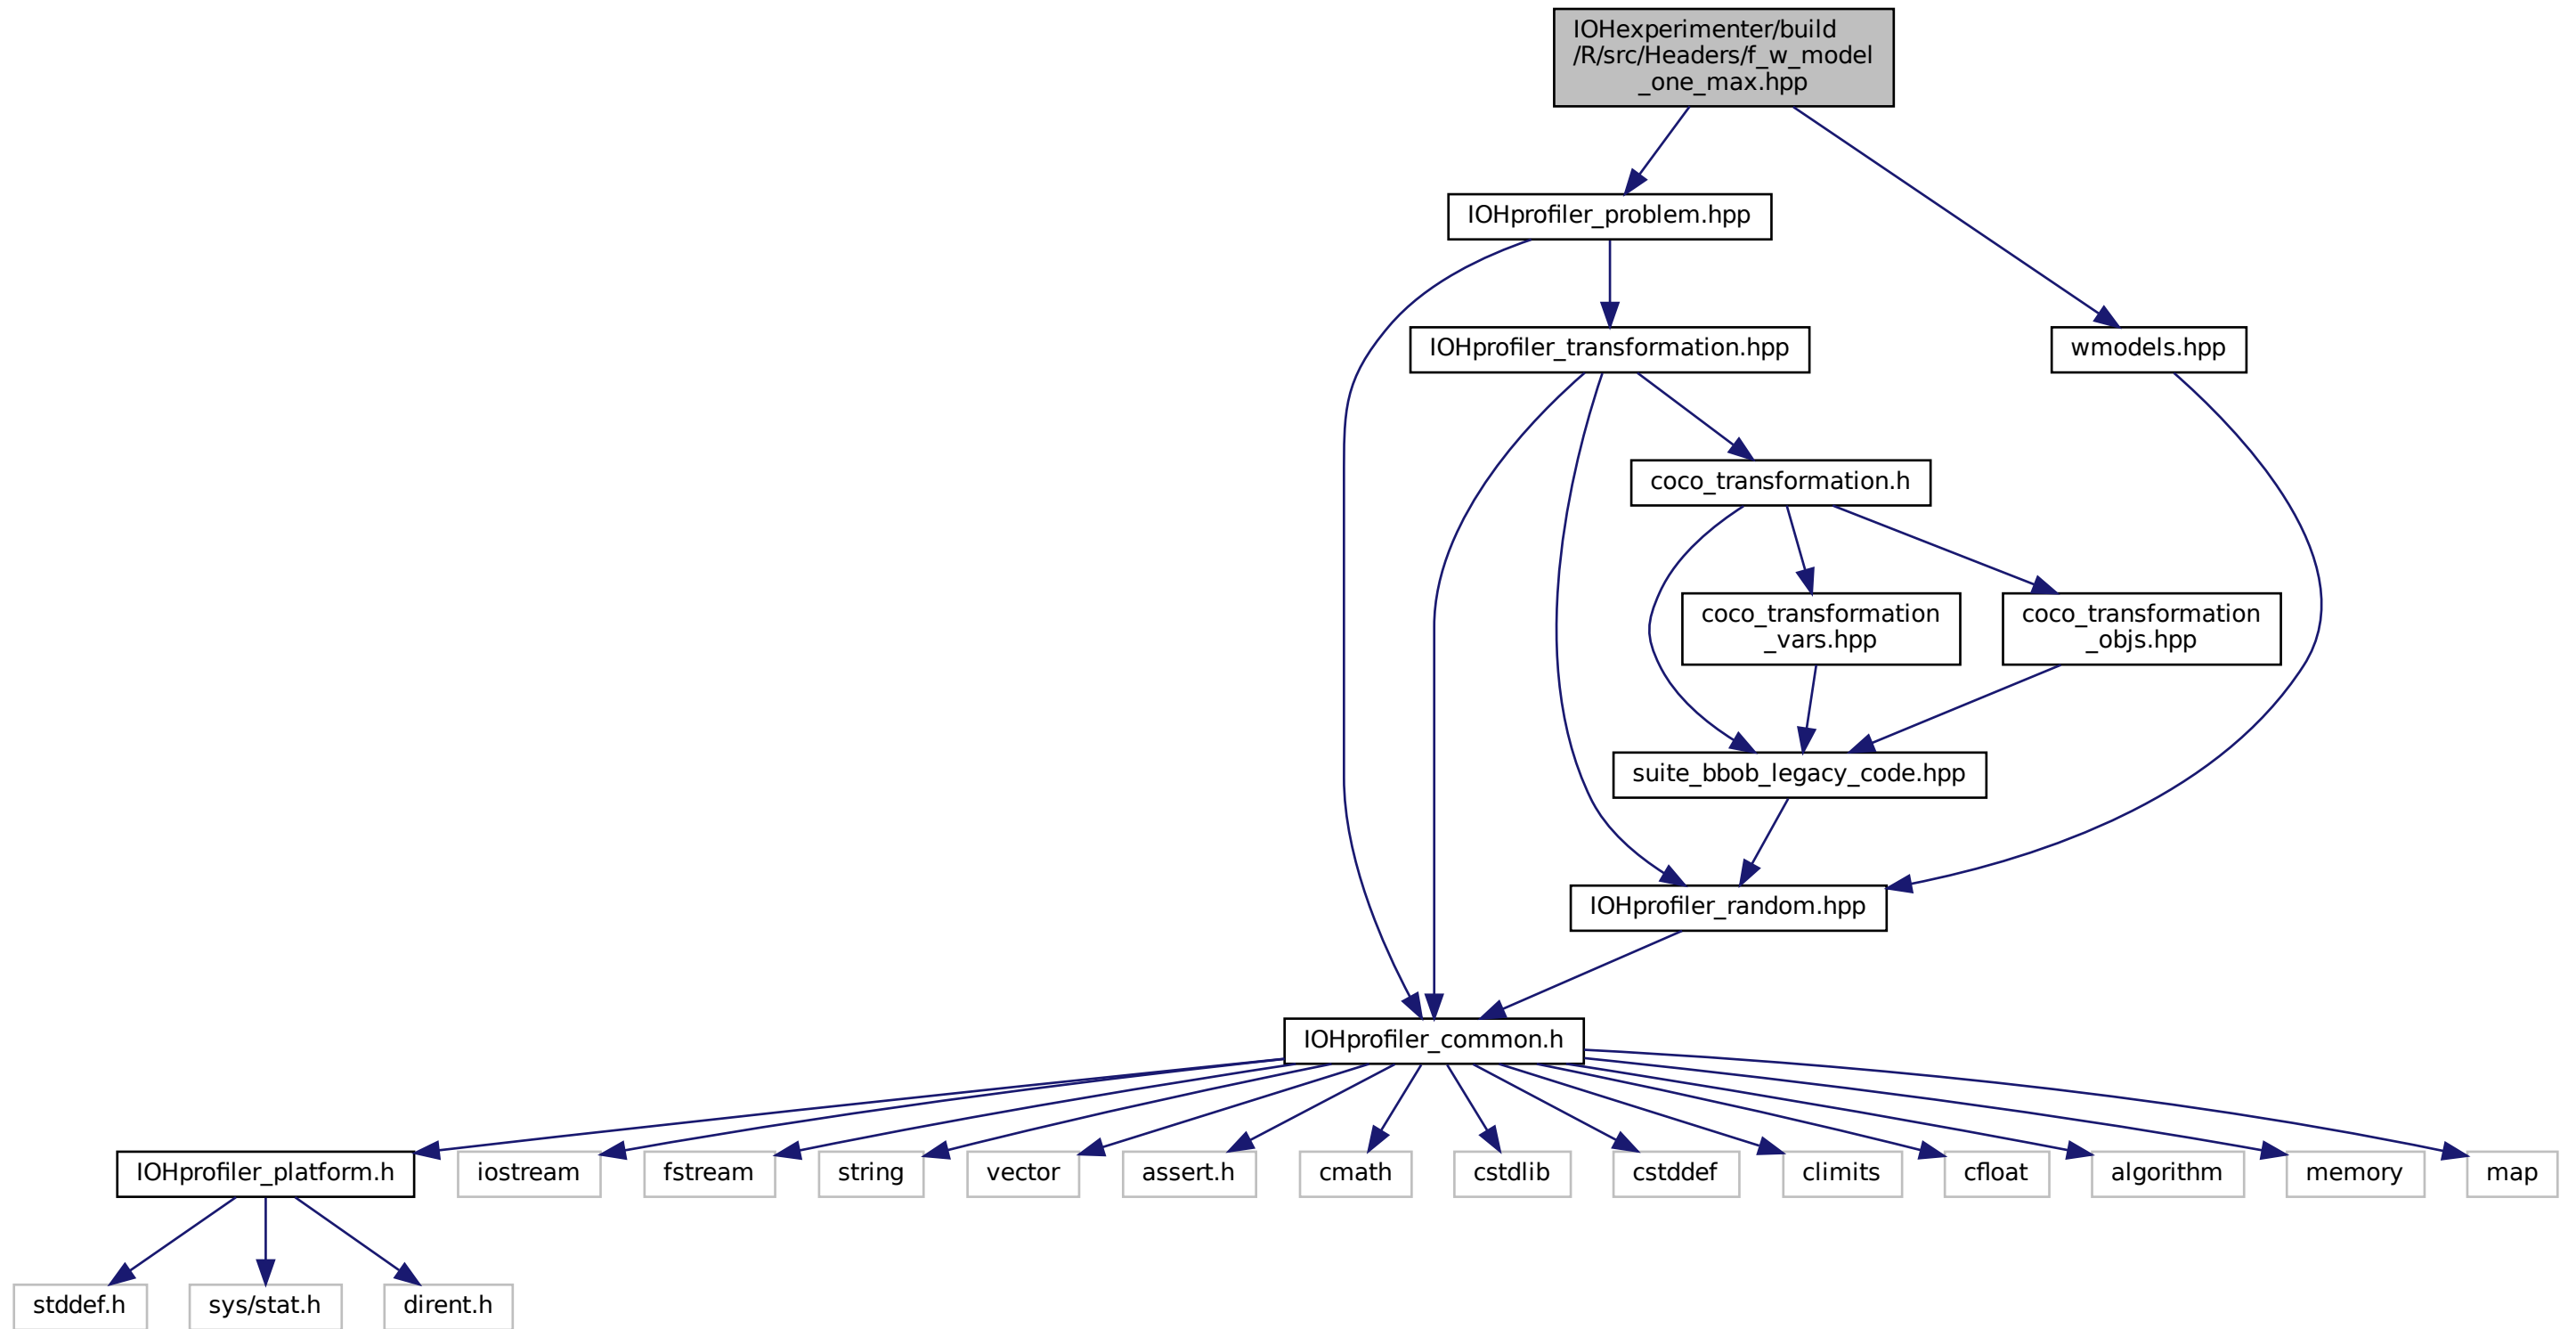 IOHexperimenter/build
/R/src/Headers/f_w_model
_one_max.hpp
IOHprofiler_problem.hpp
IOHprofiler_transformation.hpp
wmodels.hpp
coco_transformation.h
coco_transformation
_vars.hpp
coco_transformation
_objs.hpp
suite_bbob_legacy_code.hpp
IOHprofiler_random.hpp
IOHprofiler_common.h
IOHprofiler_platform.h
iostream
fstream
string
vector
assert.h
cmath
cstdlib
cstddef
climits
cfloat
algorithm
memory
map
stddef.h
sys/stat.h
dirent.h